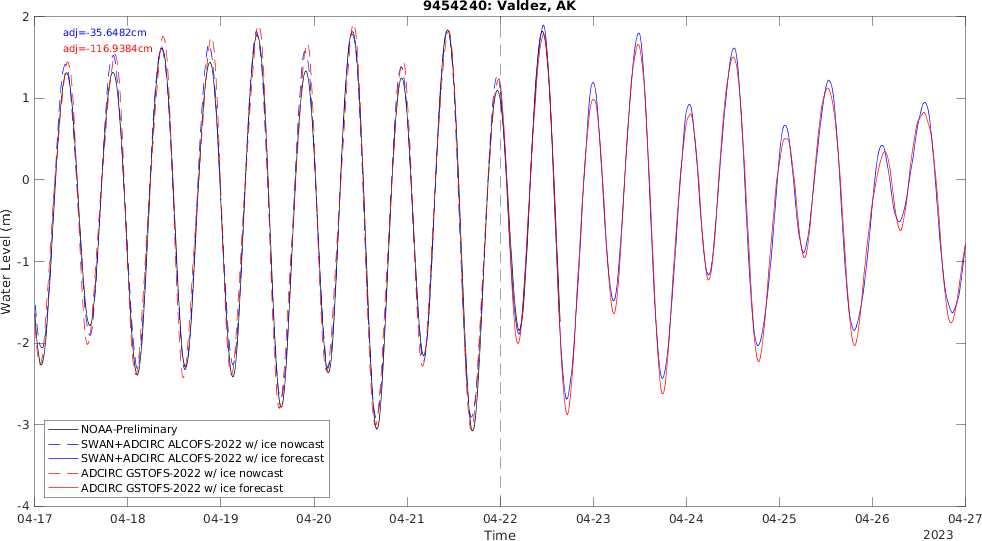 9454240: Valdez, AK
adj=-35.6482cm
adj=-116.9384cm
Water Level (m)
2
1
0
-1
-2
-3
-4
NOAA-Preliminary
SWAN+ADCIRC ALCOFS-2022 w/ ice nowcast
SWAN+ADCIRC ALCOFS-2022 w/ ice forecast
ADCIRC GSTOFS-2022 w/ ice nowcast
ADCIRC GSTOFS-2022 w/ ice forecast
04-17 04-18 04-19 04-20 04-21 04-22 04-23 04-24 04-25 04-26 04-27
Time
2023